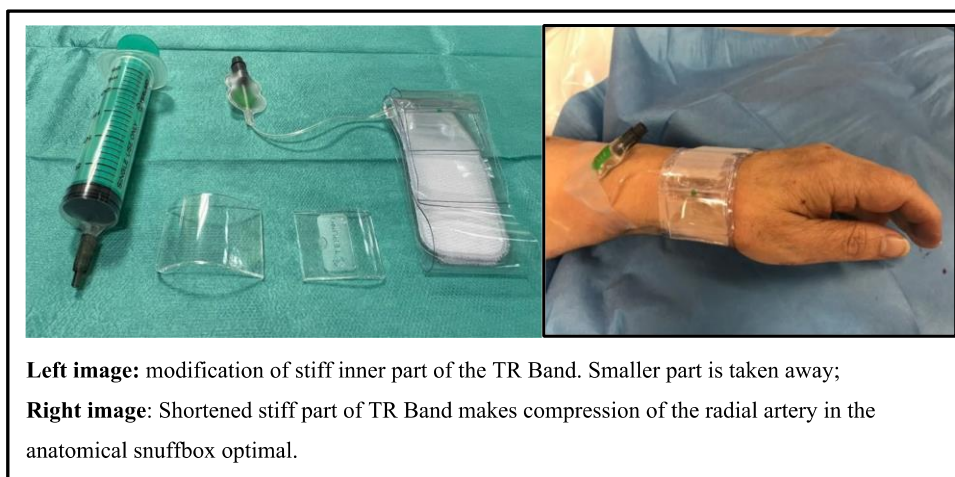 Left image: modification of stiff inner part of the TR Band. Smaller part is taken away;
Right image: Shortened stiff part of TR Band makes compression of the radial artery in the
anatomical snuffbox optimal.